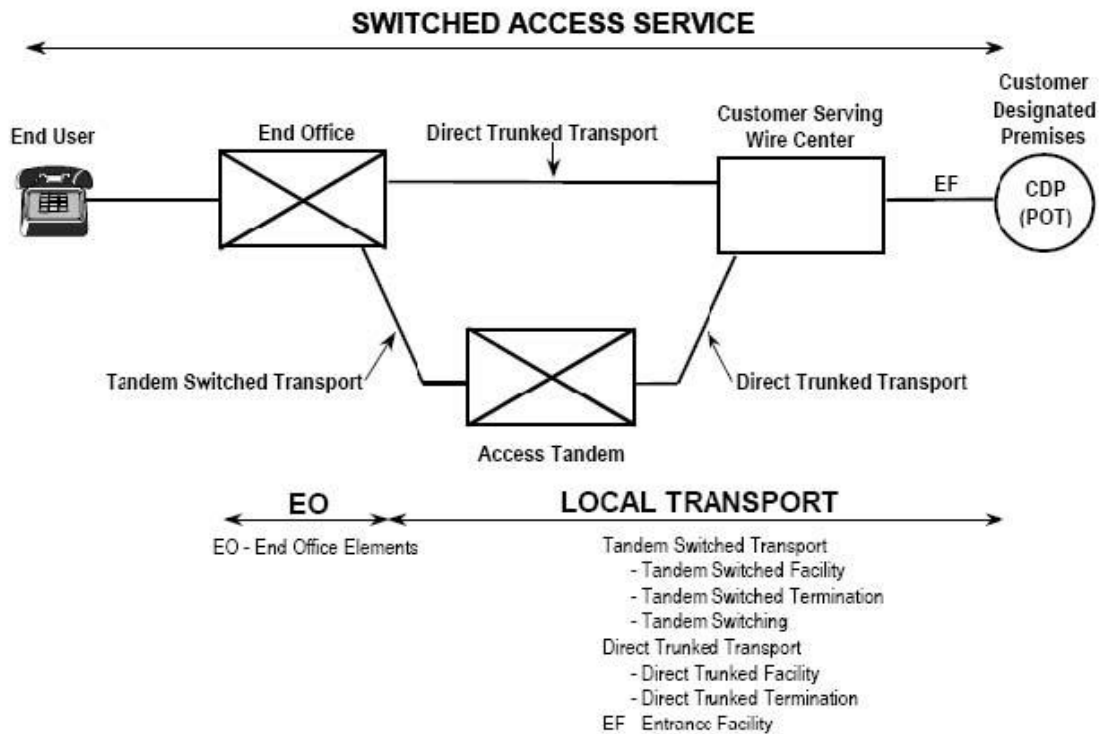 SWITCHED ACCESS SERVICE
Customer
Designated
Premises
End User
End Office
Direct Trunked Transport
Customer Serving
Wire Center
EF
CDP
(POT)
Tandem Switched Transport
Direct Trunked Transport
Access Tandem
EO
LOCAL TRANSPORT
EO - End Office Elements
Tandem Switched Transport
- Tandem Switched Facility
- Tandem Switched Termination
- Tandem Switching
Direct Trunked Transport
- Direct Trunked Facility
- Direct Trunked Termination
EF Entrance Facility